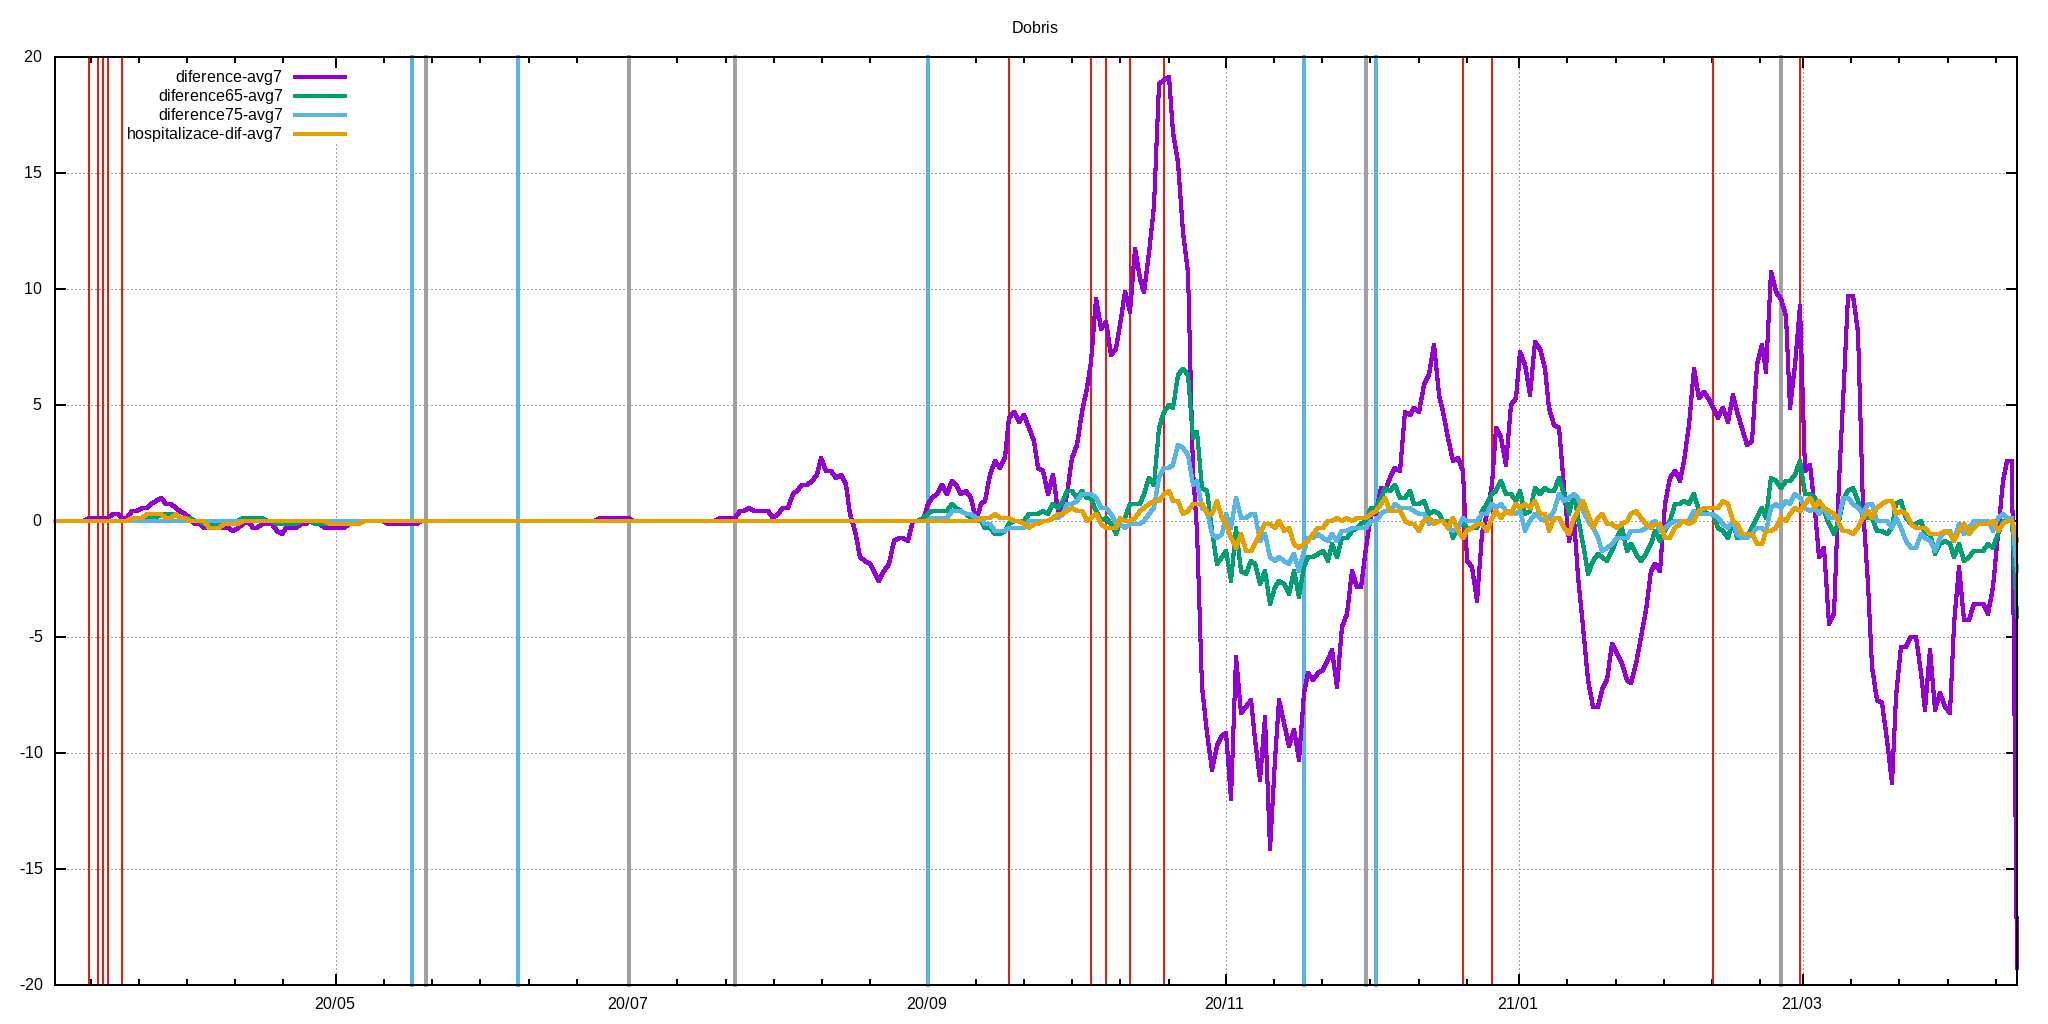 Dobris
diference-avg7
diference65-avg7
diference75-avg7
hospitalizace-dif-avg7
20
15
10
5
0
-5
-10
-15
-20
20/05 20/07 20/09 20/11 21/01 21/03